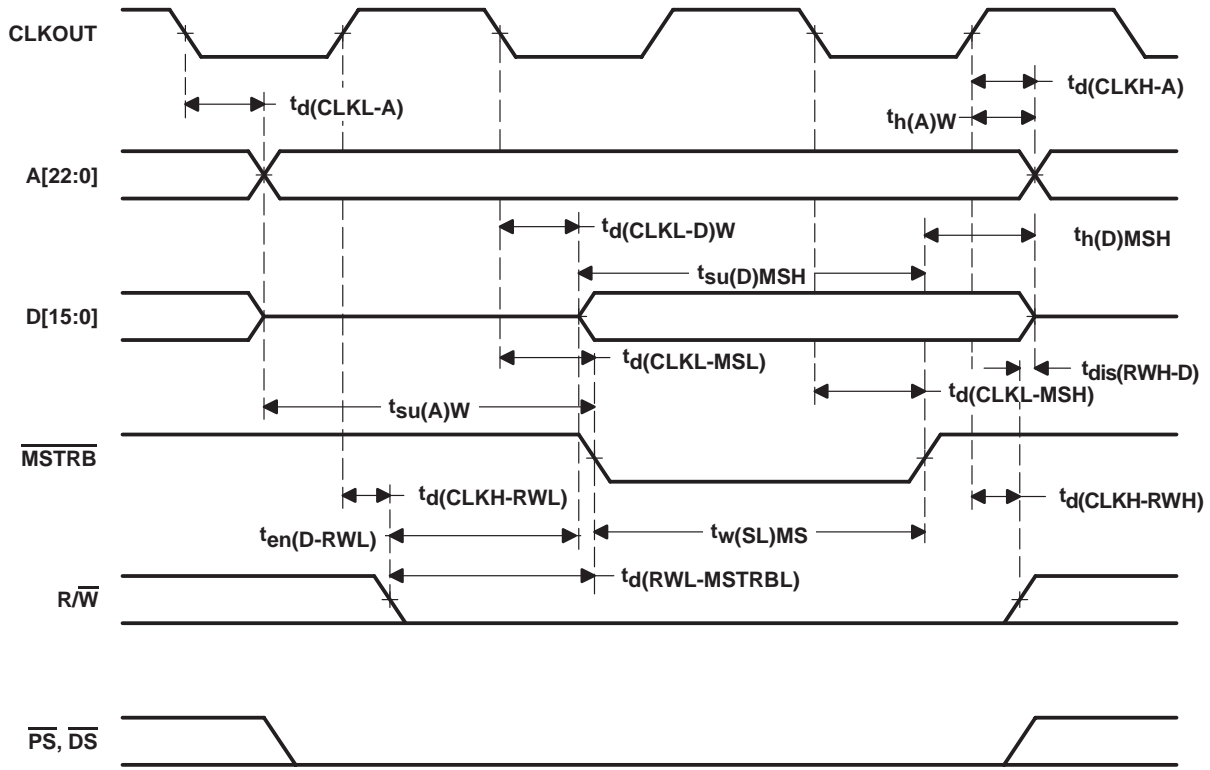 CLKOUT
td(CLKL-A)
td(CLKH-A)
th(A)W
A[22:0]
td(CLKL-D)W
th(D)MSH
tsu(D)MSH
D[15:0]
td(CLKL-MSL)
tdis(RWH-D)
td(CLKL-MSH)
tsu(A)W
MSTRB
td(CLKH-RWL)
td(CLKH-RWH)
ten(D-RWL)
tw(SL)MS
td(RWL-MSTRBL)
R/W
PS, DS